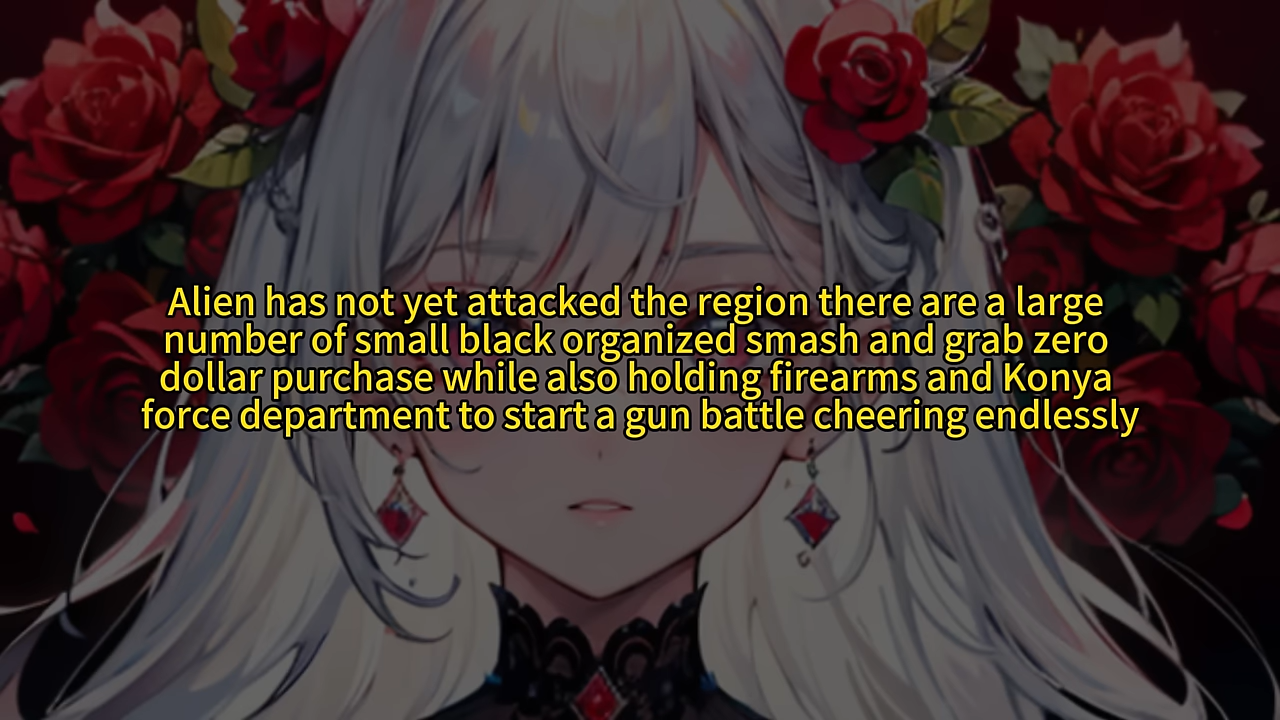 Alien has not yet attacked the region there are a large
number of small black organized smash and grab zero
dollar purchase while also holding firearms and Konya
force department to start a gun battle cheering endlessly